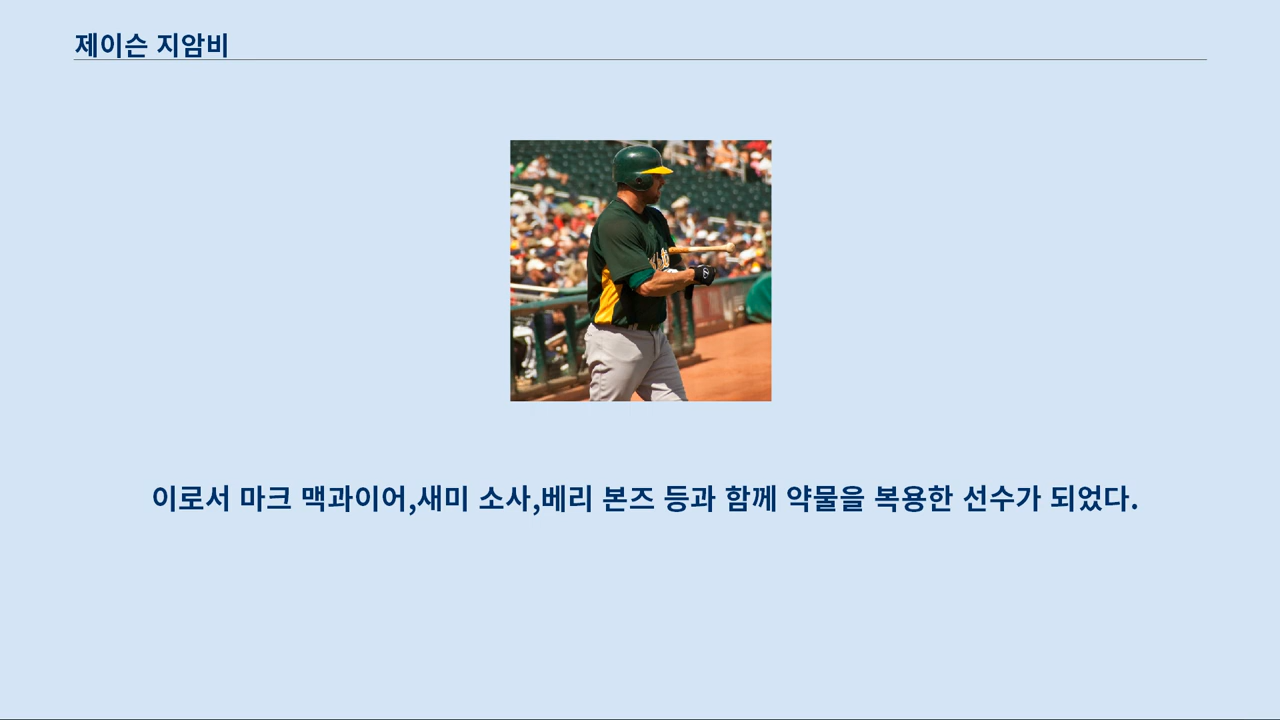 제이슨 지암비
이로서 마크 맥과이어,새미 소사,베리 본즈 등과 함께 약물을 복용한 선수가 되었다.